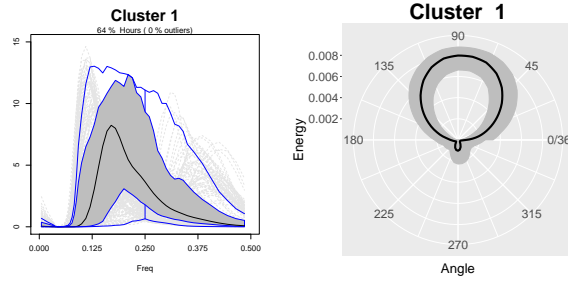 Cluster 1
64 % Hours ( 0 % outliers)
15
10
5
0
0.000 0.125 0.250 0.375 0.500
Freq
Cluster 1
90
135 45
0.008
0.006
0.004
0.002
Energy
180 0/36
225 315
270
Angle